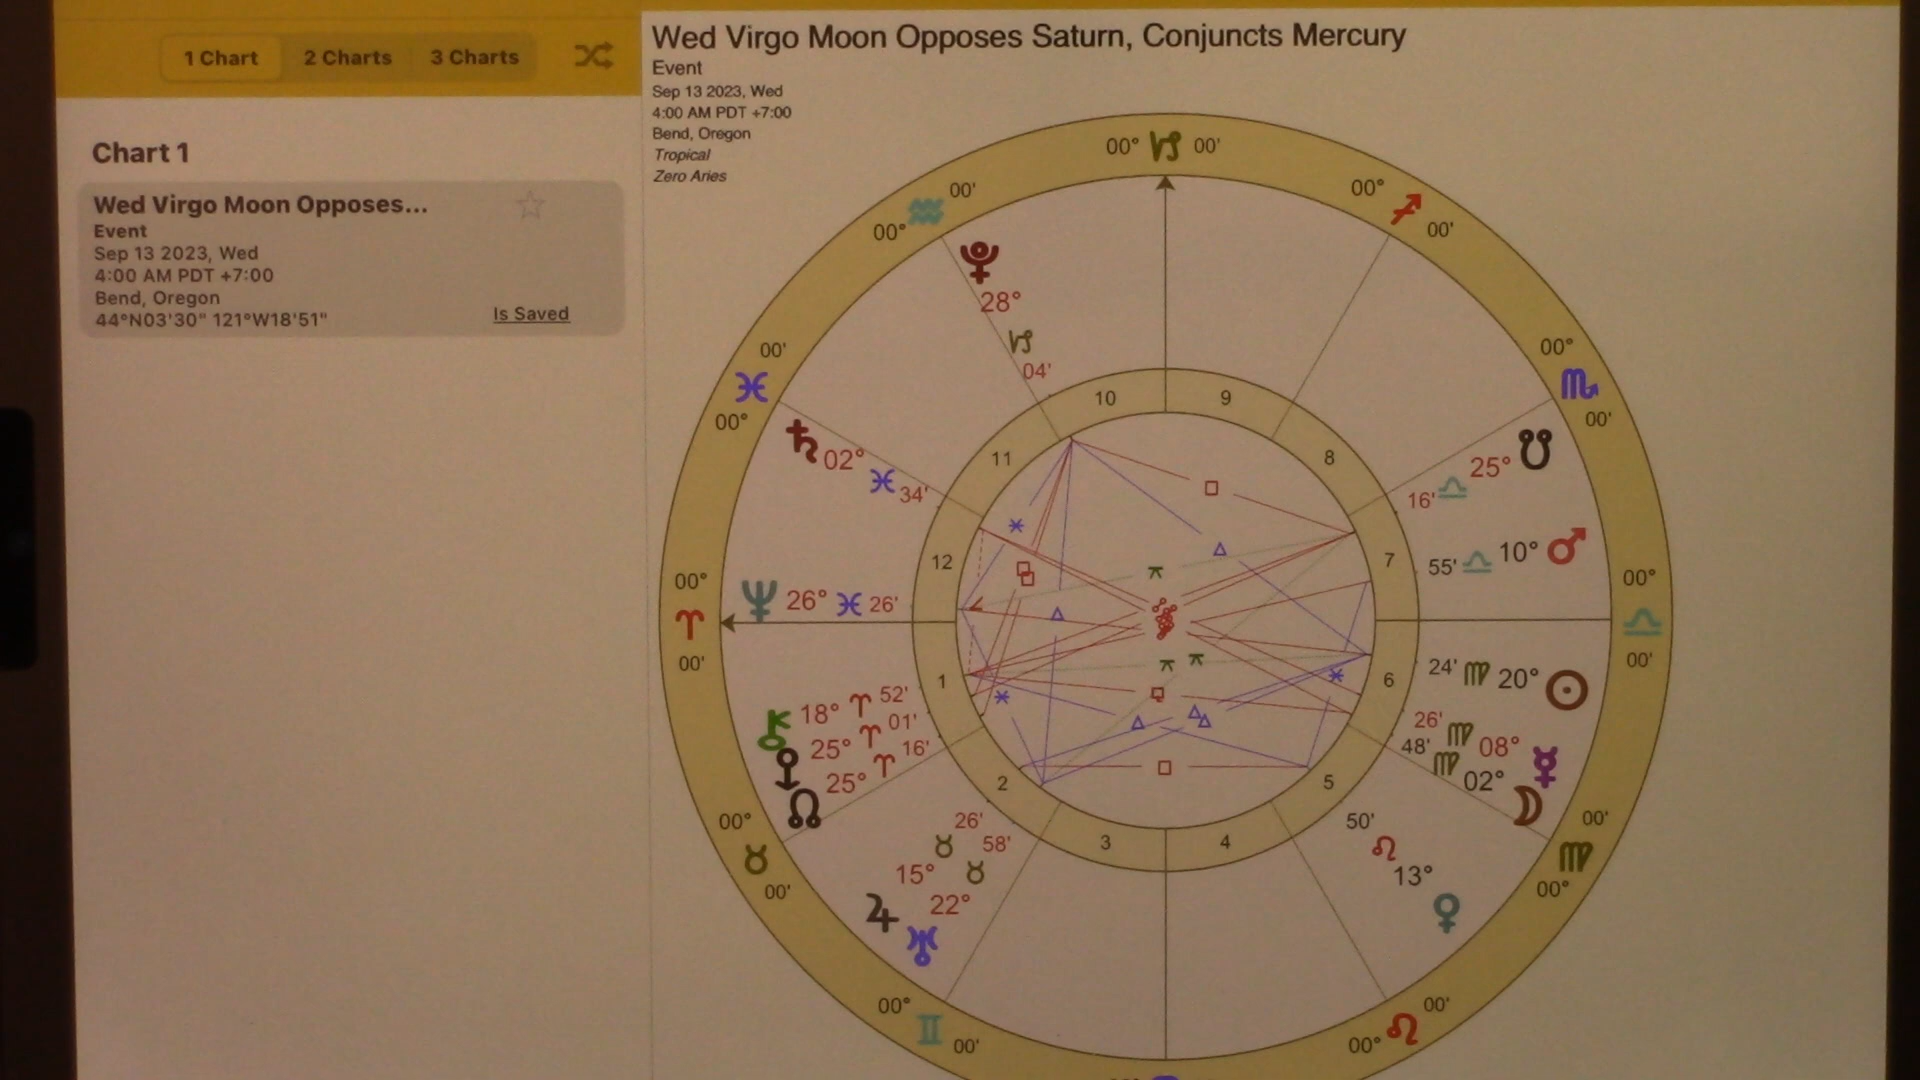 1 Chart
2 Charts
3 Charts
Chart 1
Wed Virgo Moon Opposes...
Event
Sep 13 2023, Wed
4:00 AM PDT +7:00
Bend, Oregon
44°N03'30" 121°W18'51"
Is Saved
Wed Virgo Moon Opposes Saturn, Conjuncts Mercury
Event
Sep 13 2023, Wed
4:00 AM PDT +7:00
Bend, Oregon
Tropical
Zero Aries
00° ♑ 00'
00° ♐ 00'
00° ♒ 00'
00° ♏ 00'
00' ♓ 00°
00° ♈ 00'
00° ♎ 00'
00° ♉ 00'
00' ♍ 00°
00° ♊ 00'
00° ♌ 00'
♇ 28° ♑ 04'
♄ 02° ♓ 34'
♆ 26° ♓ 26'
⚷ 18° ♈ 52'
25° ♈ 01'
☊ 25° ♈ 16'
♃ 15° ♉ 26'
♅ 22° ♉ 58'
16' ♎ 25° ☋
55' ♎ 10° ♂
24' ♍ 20° ☉
26' ♍ 08° ☿
48' ♍ 02° ☽
50' ♌ 13° ♀
10
9
11
8
12
7
1
6
2
5
3
4